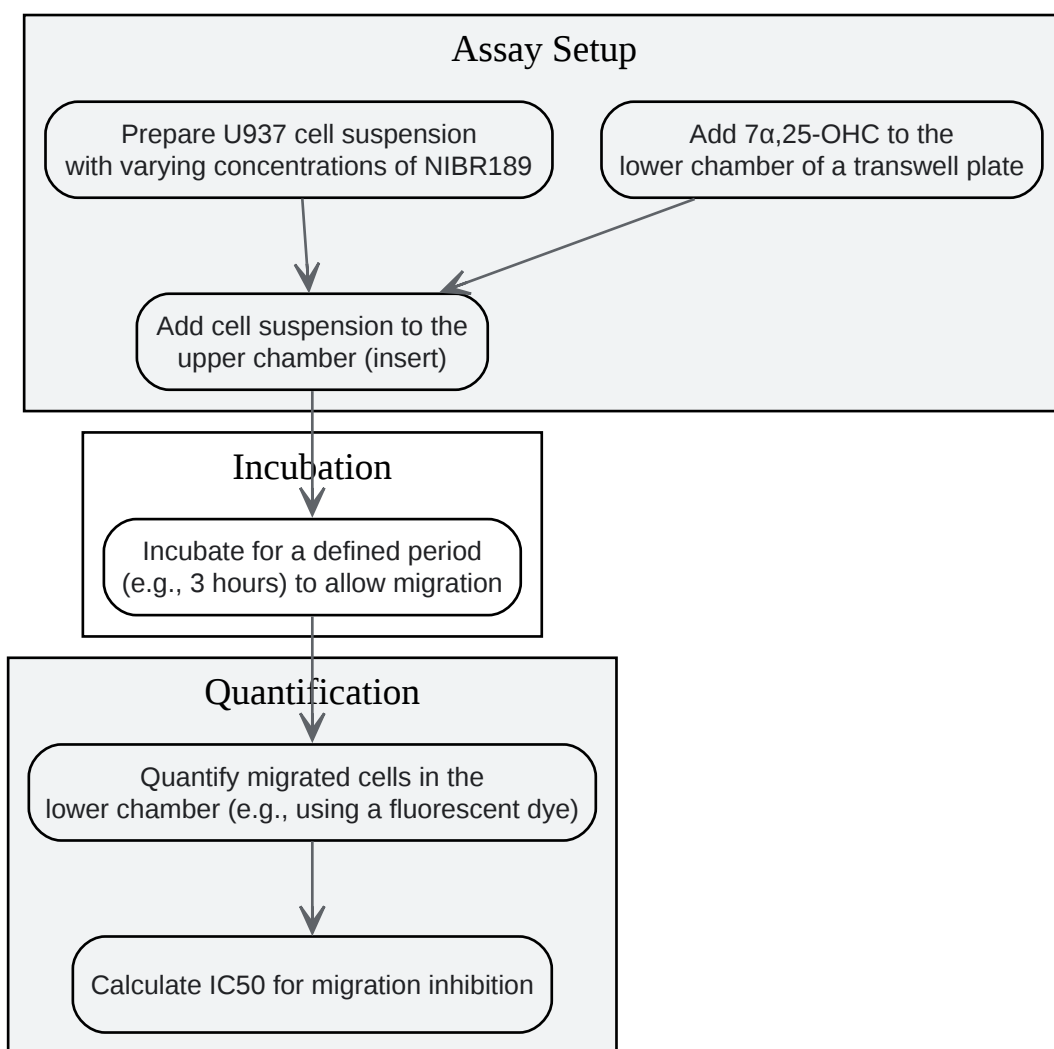 Assay Setup
Prepare U937 cell suspension
with varying concentrations of NIBR189
Add 7α,25-OHC to the
lower chamber of a transwell plate
Add cell suspension to the
upper chamber (insert)
Incubation
Incubate for a defined period
(e.g., 3 hours) to allow migration
Quantification
Quantify migrated cells in the
lower chamber (e.g., using a fluorescent dye)
Calculate IC50 for migration inhibition